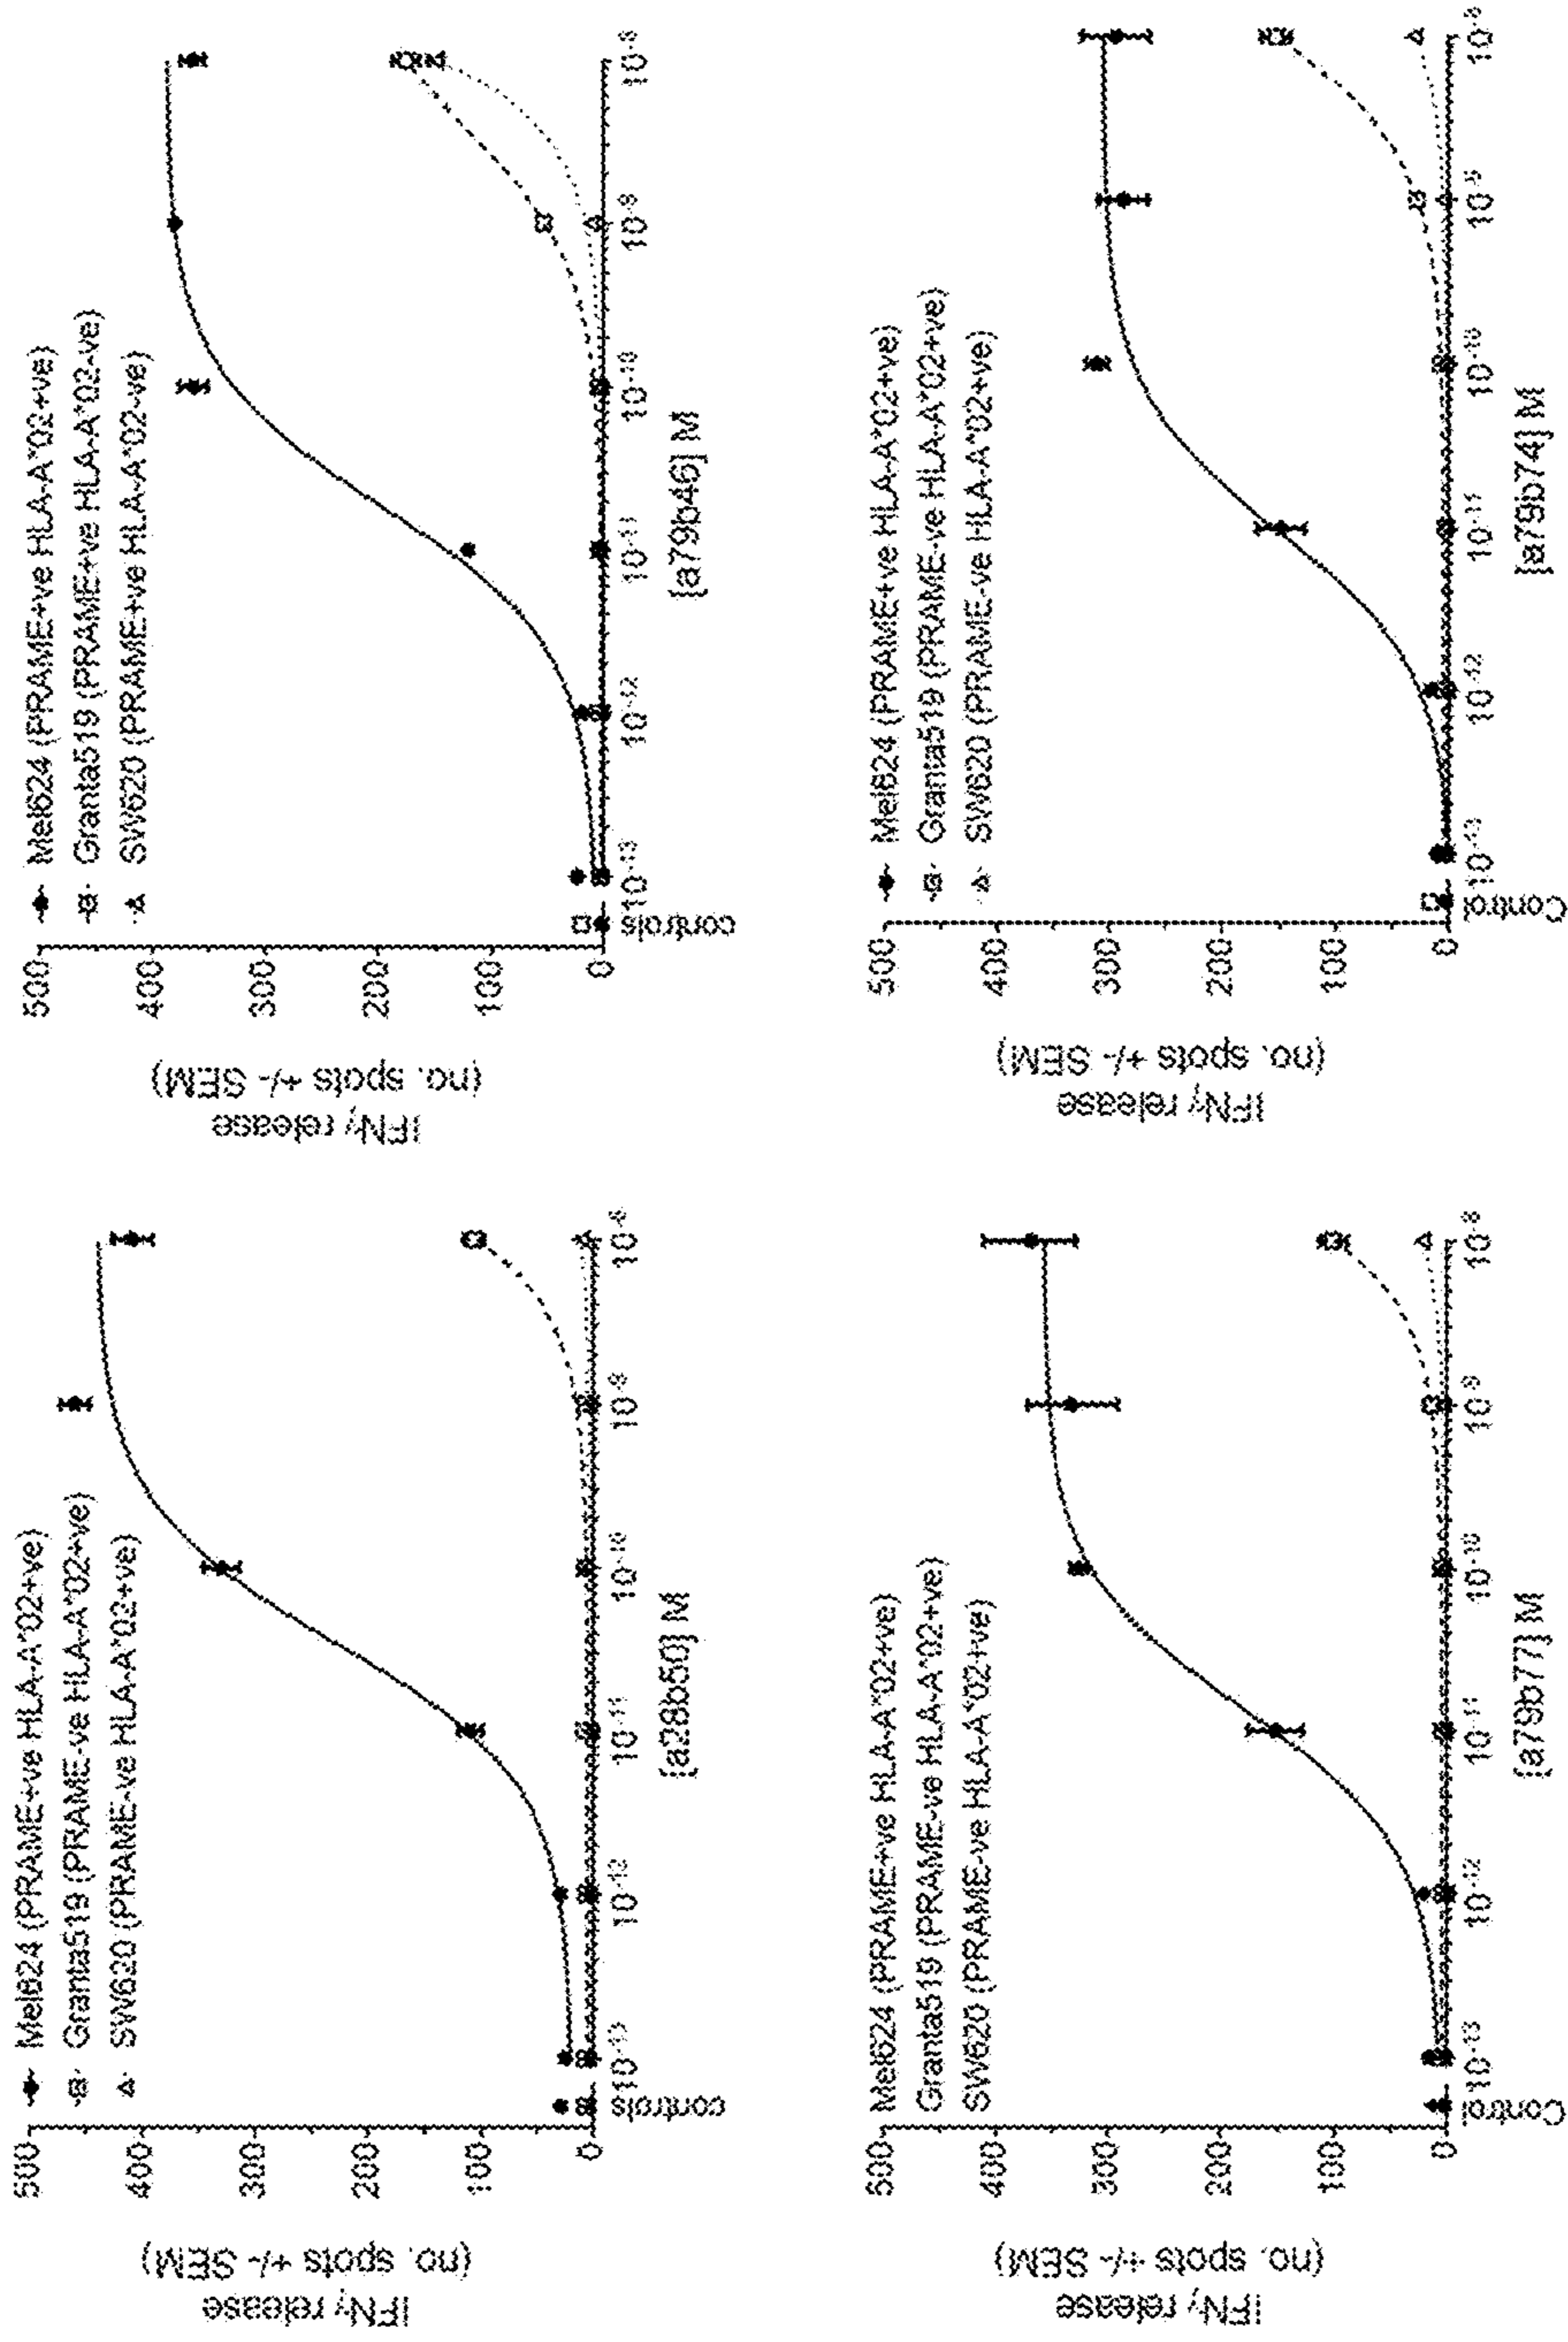 Mel624 (PRAME+ve HLA-A*02+ve)
Granta519 (PRAME-ve HLA-A*02+ve)
SW620 (PRAME-ve HLA-A*02+ve)
IFNγ release
(no. spots +/- SEM)
500
400
300
200
100
0
controls
10-13
10-12
10-11
10-10
10-9
10-8
[a28b50] M
Mel624 (PRAME+ve HLA-A*02+ve)
Granta519 (PRAME+ve HLA-A*02-ve)
SW620 (PRAME+ve HLA-A*02-ve)
IFNγ release
(no. spots +/- SEM)
500
400
300
200
100
0
controls
10-13
10-12
10-11
10-10
10-9
10-8
[a79b46] M
Mel624 (PRAME+ve HLA-A*02+ve)
Granta519 (PRAME-ve HLA-A*02+ve)
SW620 (PRAME-ve HLA-A*02+ve)
IFNγ release
(no. spots +/- SEM)
500
400
300
200
100
0
Control
10-13
10-12
10-11
10-10
10-9
10-8
[a79b77] M
Mel624 (PRAME+ve HLA-A*02+ve)
Granta519 (PRAME-ve HLA-A*02+ve)
SW620 (PRAME-ve HLA-A*02+ve)
IFNγ release
(no. spots +/- SEM)
500
400
300
200
100
0
Control
10-13
10-12
10-11
10-10
10-9
10-8
[a79b74] M